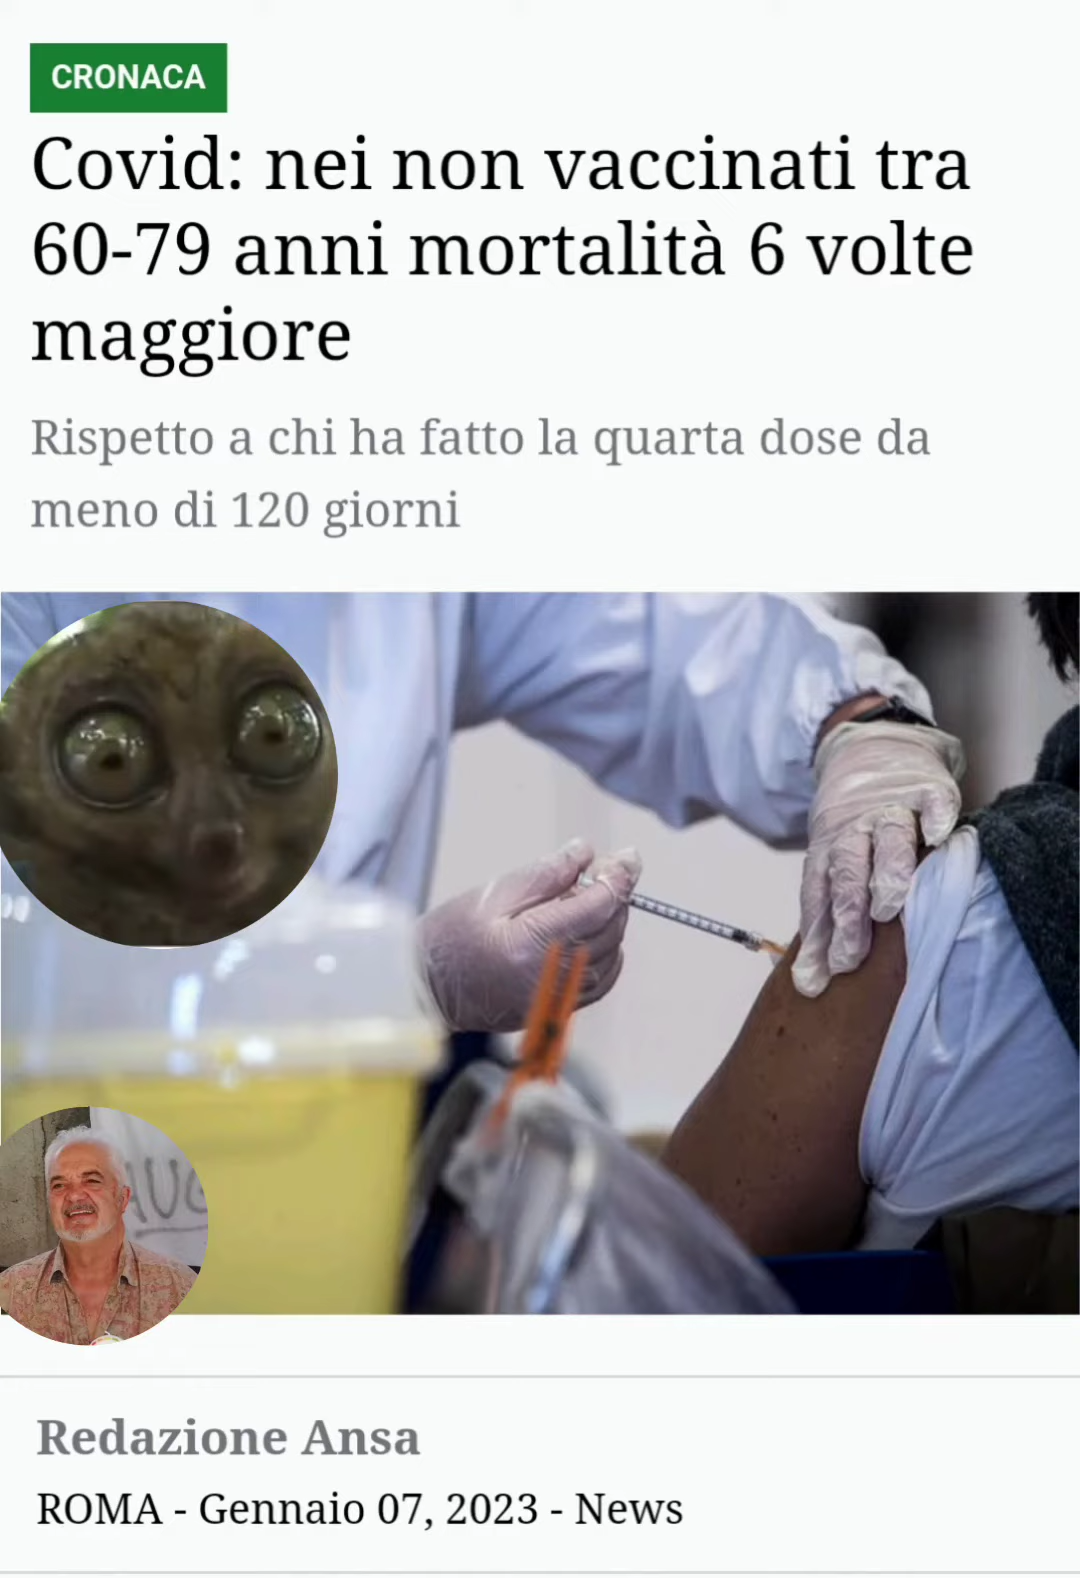 CRONACA
Covid: nei non vaccinati tra
60-79 anni mortalità 6 volte
maggiore
Rispetto a chi ha fatto la quarta dose da
meno di 120 giorni
Redazione Ansa
ROMA - Gennaio 07, 2023 - News